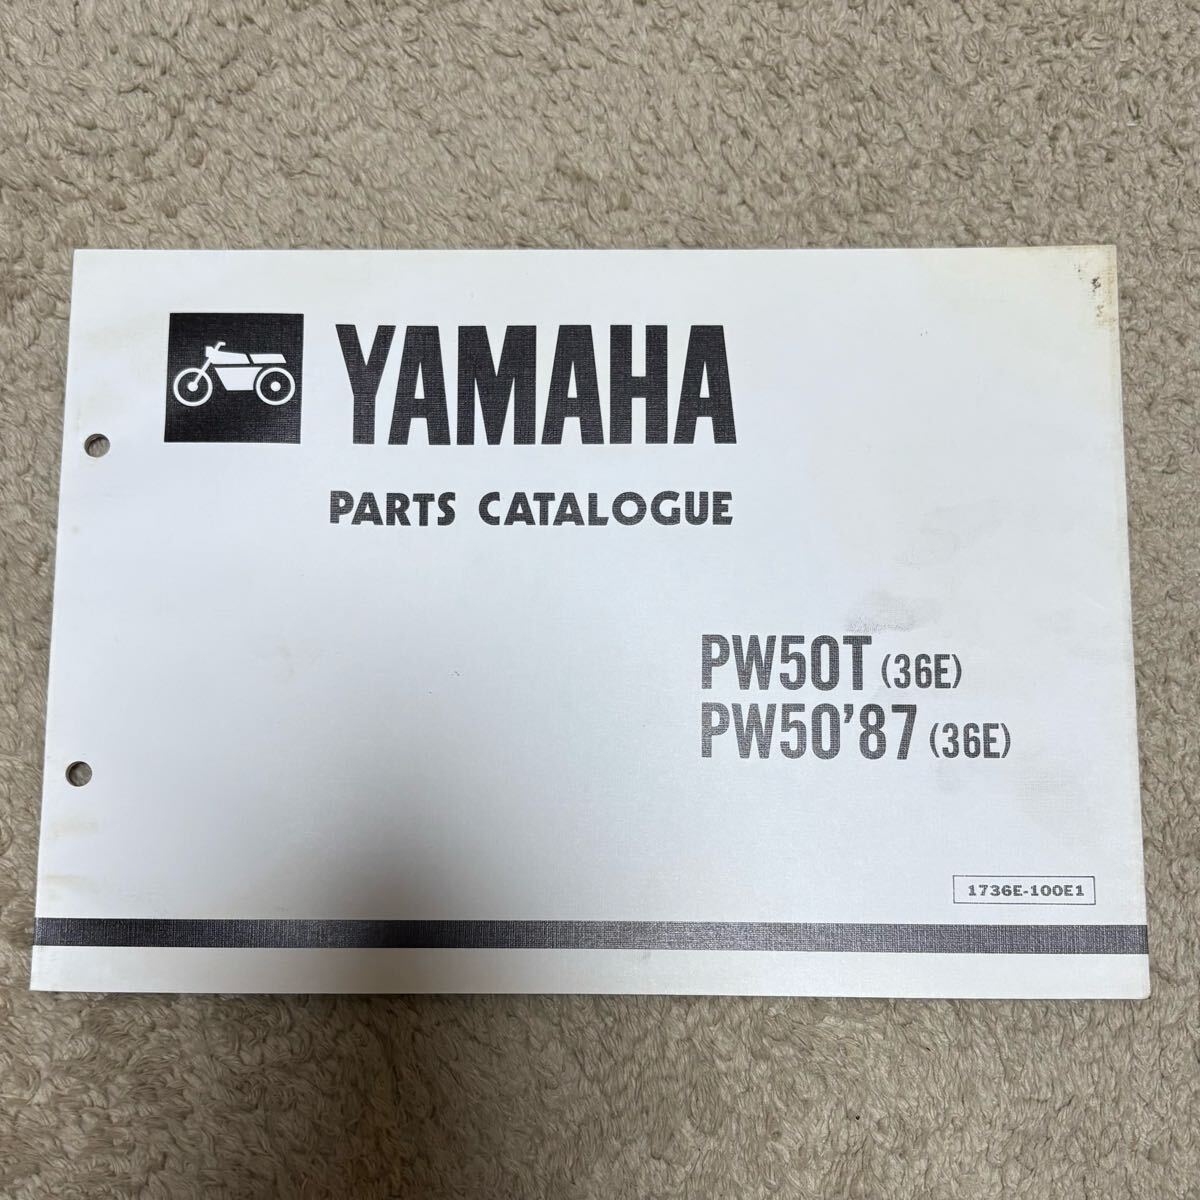 YAMAHA
PARTS CATALOGUE
PW50T (36E)
PW50'87 (36E)
1736E-100E1